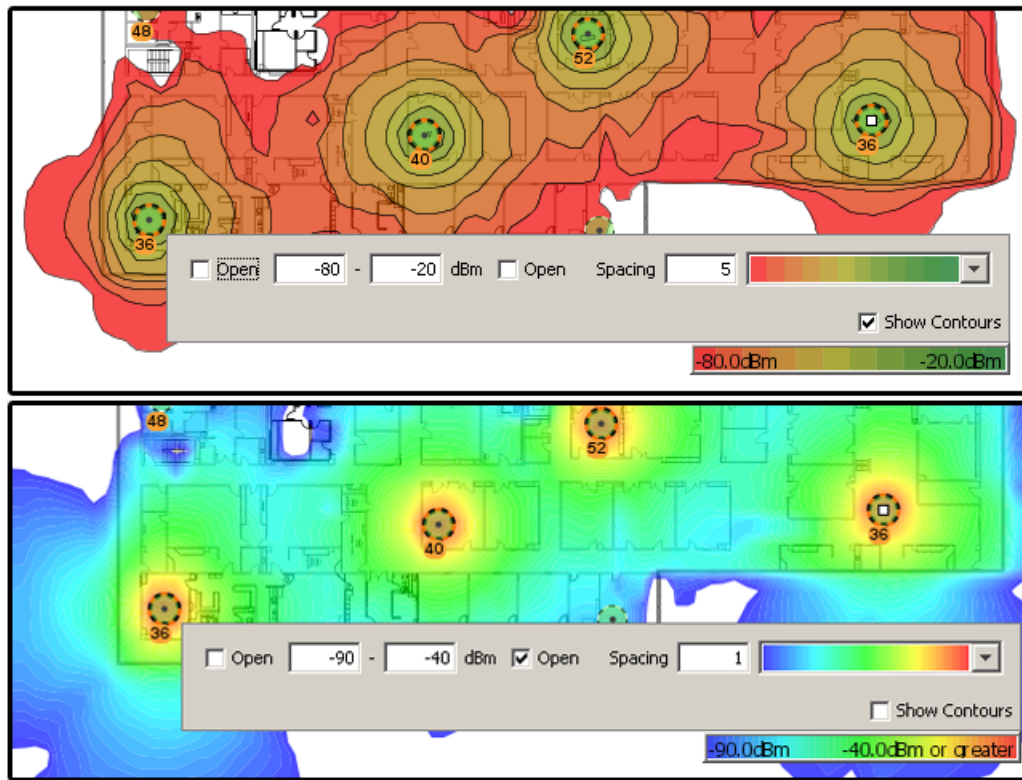 48
52
40
36
36
Open -80 - -20 dBm Open Spacing 5
Show Contours
-80.0dBm -20.0dBm
48
52
40
36
36
Open -90 - -40 dBm Open Spacing 1
Show Contours
-90.0dBm -40.0dBm or greater